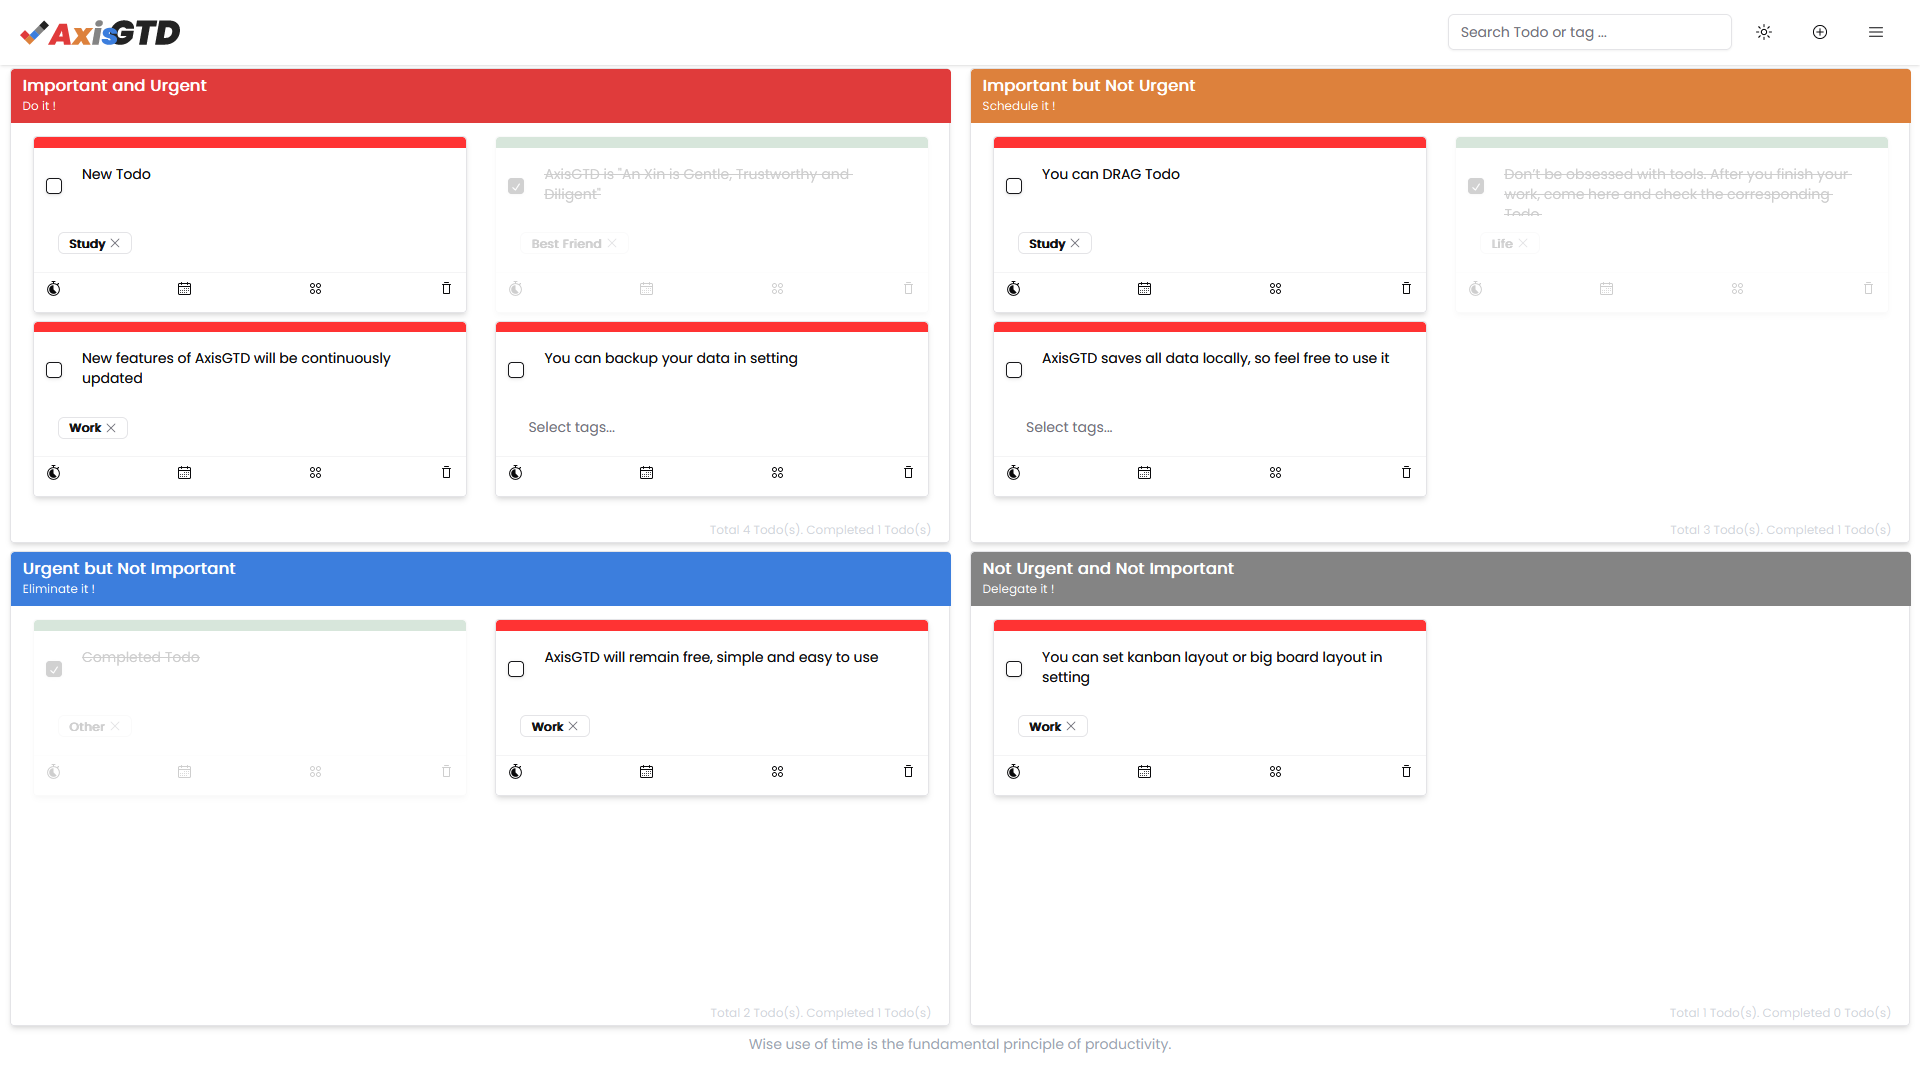 AxisGTD
Search Todo or tag ...
Important and Urgent
Do it !
New Todo
Study
AxisGTD is "An Xin is Gentle, Trustworthy and
Diligent"
Best Friend
New features of AxisGTD will be continuously
updated
Work
You can backup your data in setting
Select tags...
Total 4 Todo(s). Completed 1 Todo(s)
Important but Not Urgent
Schedule it !
You can DRAG Todo
Study
Don't be obsessed with tools. After you finish your
work, come here and check the corresponding
Todo.
Life
AxisGTD saves all data locally, so feel free to use it
Select tags...
Total 3 Todo(s). Completed 1 Todo(s)
Urgent but Not Important
Eliminate it !
Completed Todo
Other
AxisGTD will remain free, simple and easy to use
Work
Total 2 Todo(s). Completed 1 Todo(s)
Not Urgent and Not Important
Delegate it !
You can set kanban layout or big board layout in
setting
Work
Total 1 Todo(s). Completed 0 Todo(s)
Wise use of time is the fundamental principle of productivity.